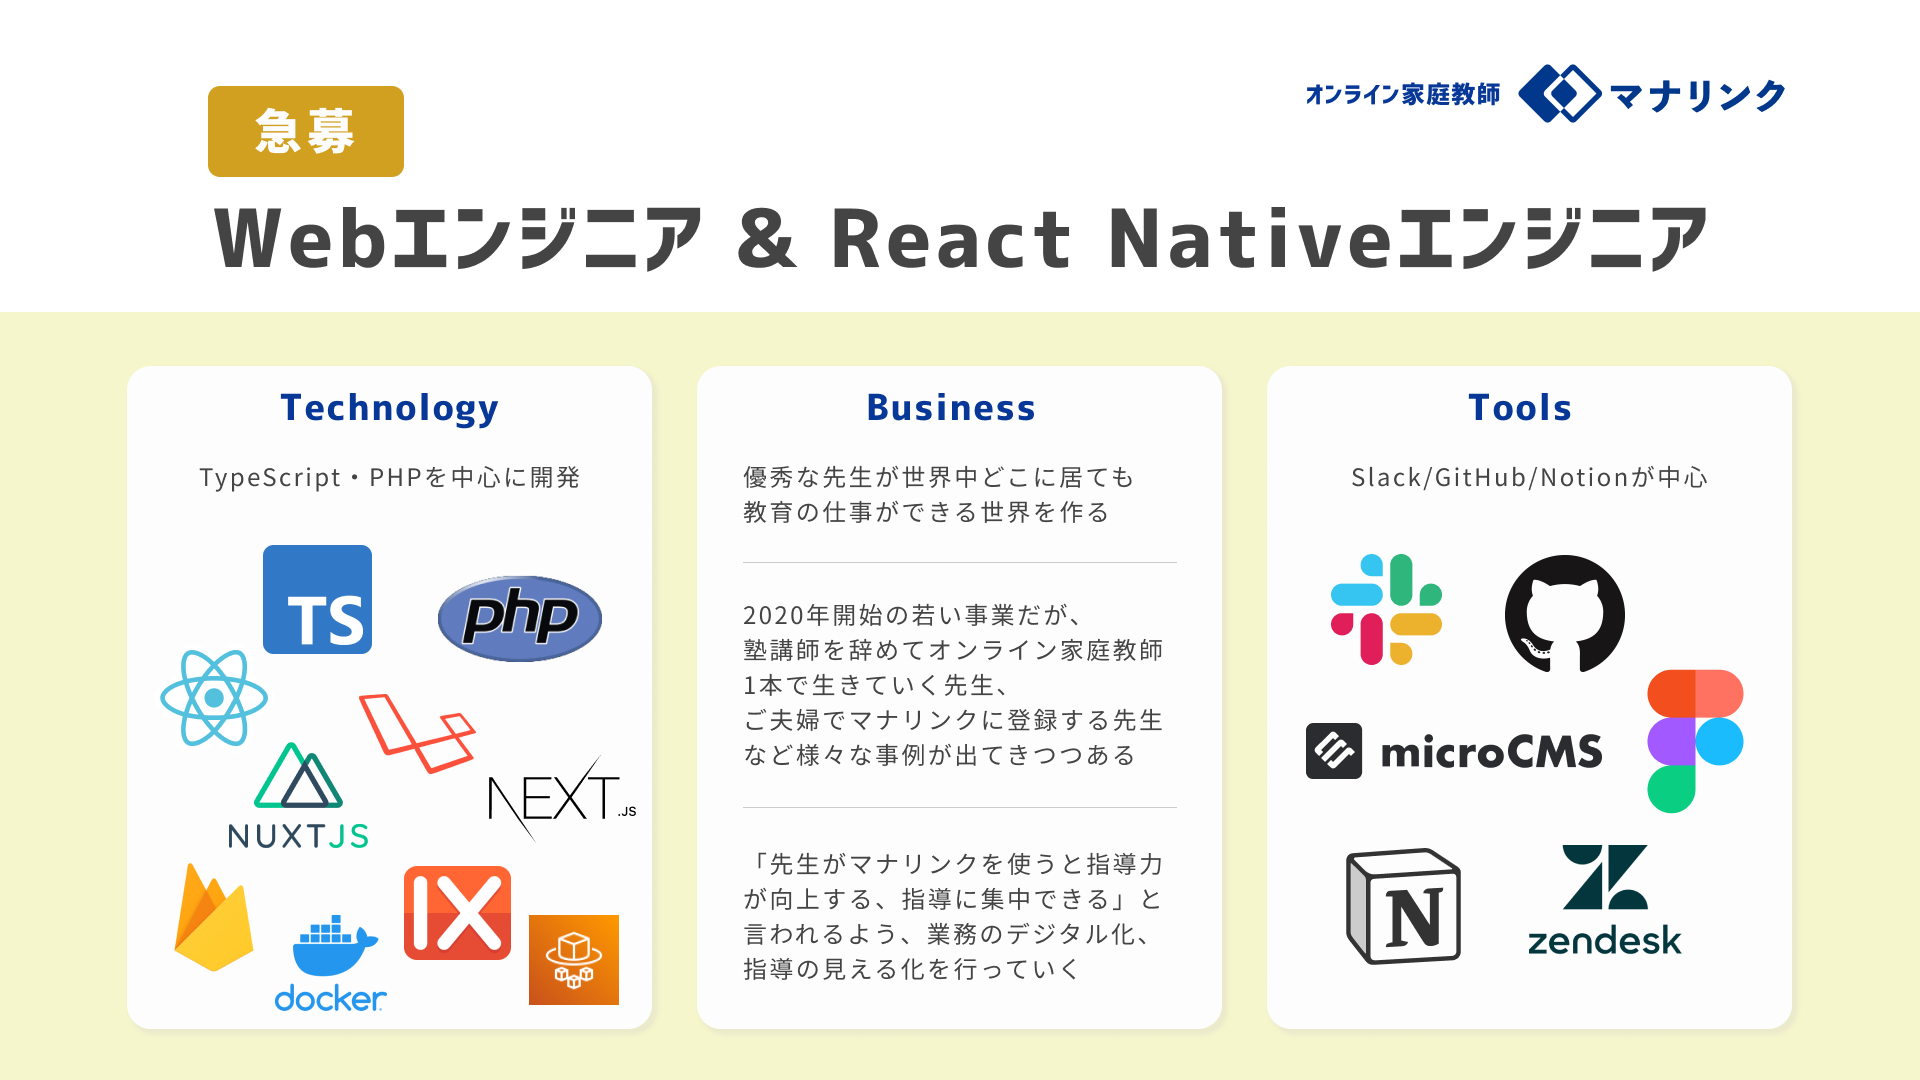 急募
オンライン家庭教師 マナリンク
Webエンジニア & React Nativeエンジニア
Technology
TypeScript・PHPを中心に開発
TS
php
NEXT.JS
NUXTJS
IX
docker
Business
優秀な先生が世界中どこに居ても
教育の仕事ができる世界を作る
2020年開始の若い事業だが、
塾講師を辞めてオンライン家庭教師
1本で生きていく先生、
ご夫婦でマナリンクに登録する先生
など様々な事例が出てきつつある
「先生がマナリンクを使うと指導力
が向上する、指導に集中できる」と
言われるよう、業務のデジタル化、
指導の見える化を行っていく
Tools
Slack/GitHub/Notionが中心
microCMS
N
zendesk